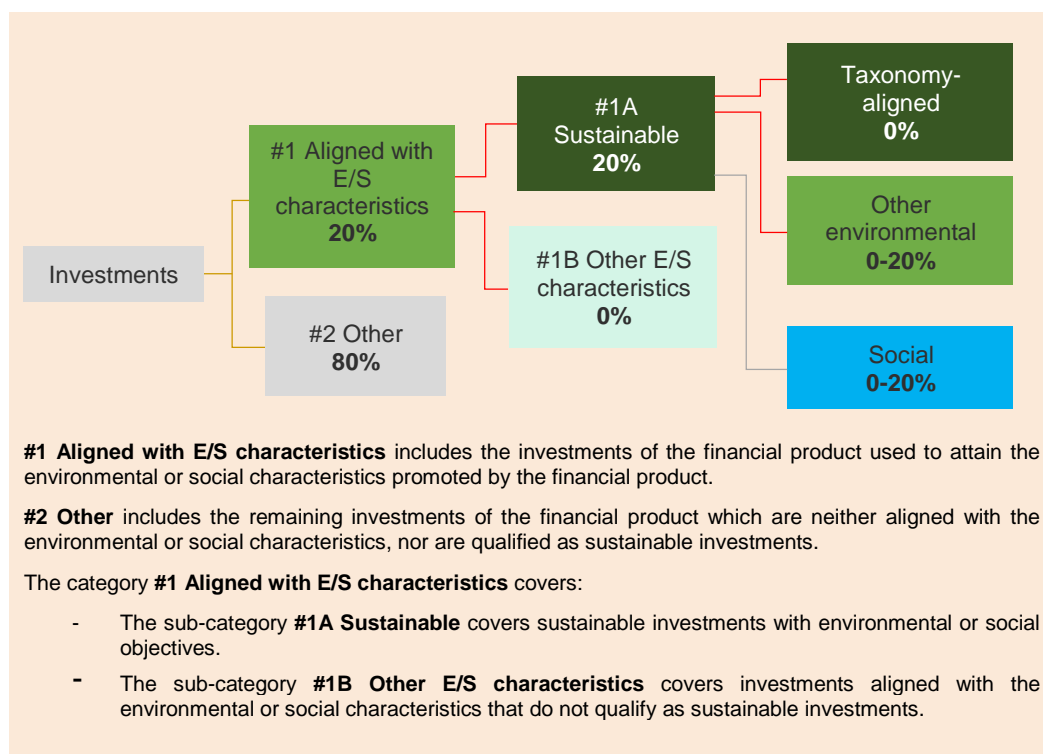 Investments
#1 Aligned with
E/S
characteristics
20%
#2 Other
80%
#1A
Sustainable
20%
#1B Other E/S
characteristics
0%
Taxonomy-
aligned
0%
Other
environmental
0-20%
Social
0-20%
#1 Aligned with E/S characteristics includes the investments of the financial product used to attain the
environmental or social characteristics promoted by the financial product.
#2 Other includes the remaining investments of the financial product which are neither aligned with the
environmental or social characteristics, nor are qualified as sustainable investments.
The category #1 Aligned with E/S characteristics covers:
- The sub-category #1A Sustainable covers sustainable investments with environmental or social
objectives.
- The sub-category #1B Other E/S characteristics covers investments aligned with the
environmental or social characteristics that do not qualify as sustainable investments.